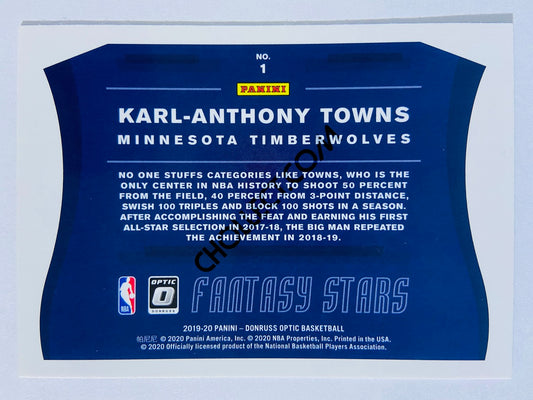 NO.
1
PANINI
KARL-ANTHONY TOWNS
MINNESOTA TIMBERWOLVES
NO ONE STUFFS CATEGORIES LIKE TOWNS, WHO IS THE
ONLY CENTER IN NBA HISTORY TO SHOOT 50 PERCENT
FROM THE FIELD, 40 PERCENT FROM 3-POINT DISTANCE,
SWISH 100 TRIPLES AND BLOCK 100 SHOTS IN A SEASON.
AFTER ACCOMPLISHING THE FEAT AND EARNING HIS FIRST
ALL-STAR SELECTION IN 2017-18, THE BIG MAN REPEATED
THE ACHIEVEMENT IN 2018-19.
NBA
OPTIC
DONRUSS
FANTASY STARS
2019-20 PANINI – DONRUSS OPTIC BASKETBALL
帕尼尼 © 2020 Panini America, Inc. © 2020 NBA Properties, Inc. Printed in the USA.
© 2020 Officially licensed product of the National Basketball Players Association.